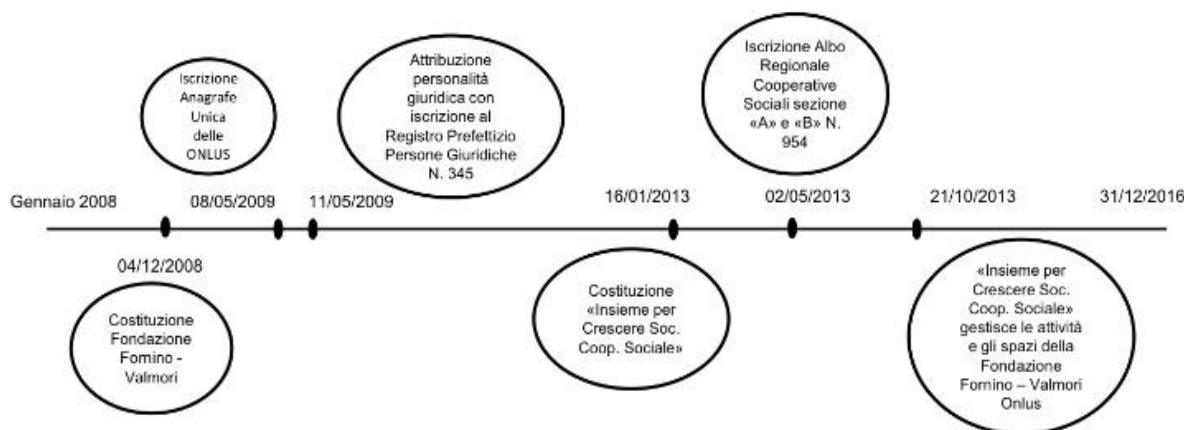 Iscrizione
Anagrafe
Unica
delle
ONLUS
Attribuzione
personalità
giuridica con
iscrizione al
Registro Prefettizio
Persone Giuridiche
N. 345
Iscrizione Albo
Regionale
Cooperative
Sociali sezione
«A» e «B» N.
954
Gennaio 2008
08/05/2009
11/05/2009
16/01/2013
02/05/2013
21/10/2013
31/12/2016
04/12/2008
Costituzione
Fondazione
Fornino -
Valmori
Costituzione
«Insieme per
Crescere Soc.
Coop. Sociale»
«Insieme per
Crescere Soc.
Coop. Sociale»
gestisce le attività
e gli spazi della
Fondazione
Fornino – Valmori
Onlus